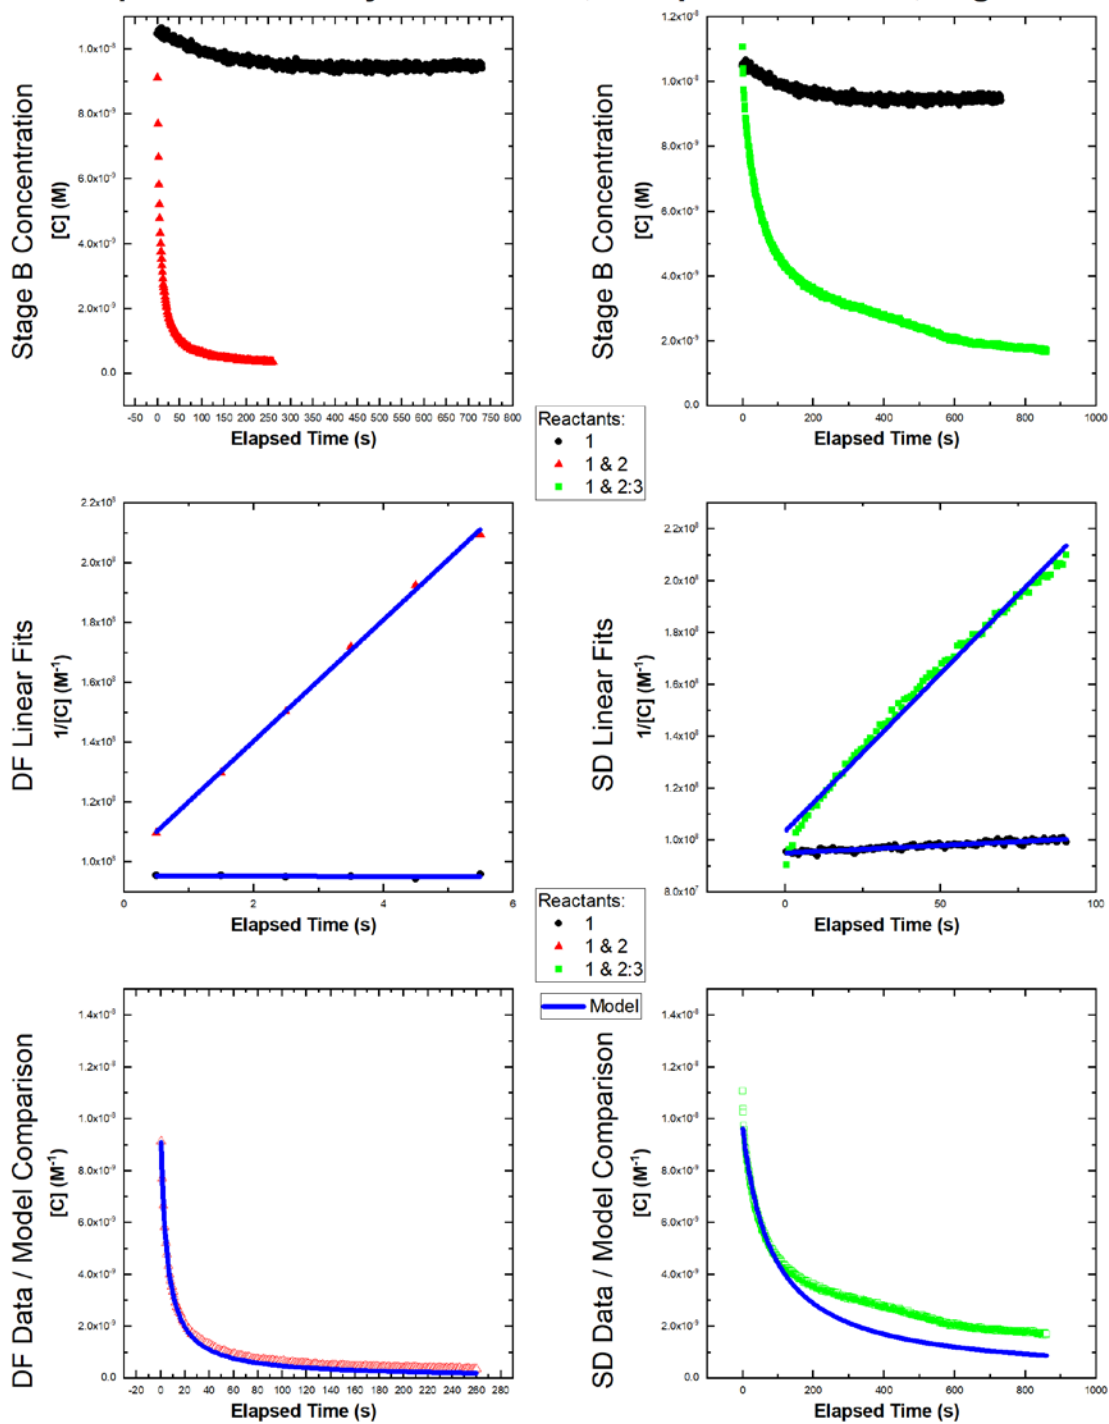 Stage B Concentration
[C] (M)
1.0x10⁻⁸
8.0x10⁻⁹
6.0x10⁻⁹
4.0x10⁻⁹
2.0x10⁻⁹
0.0
-50 0 50 100 150 200 250 300 350 400 450 500 550 600 650 700 750 800
Elapsed Time (s)
Stage B Concentration
[C] (M)
1.2x10⁻⁸
1.0x10⁻⁸
8.0x10⁻⁹
6.0x10⁻⁹
4.0x10⁻⁹
2.0x10⁻⁹
0.0
0 200 400 600 800 1000
Elapsed Time (s)
Reactants:
1
1 & 2
1 & 2:3
DF Linear Fits
1/[C] (M⁻¹)
2.2x10⁸
2.0x10⁸
1.8x10⁸
1.6x10⁸
1.4x10⁸
1.2x10⁸
1.0x10⁸
0 2 4 6
Elapsed Time (s)
SD Linear Fits
1/[C] (M⁻¹)
2.2x10⁸
2.0x10⁸
1.8x10⁸
1.6x10⁸
1.4x10⁸
1.2x10⁸
1.0x10⁸
8.0x10⁷
0 50 100
Elapsed Time (s)
Reactants:
1
1 & 2
1 & 2:3
Model
DF Data / Model Comparison
[C] (M⁻¹)
1.4x10⁻⁸
1.2x10⁻⁸
1.0x10⁻⁸
8.0x10⁻⁹
6.0x10⁻⁹
4.0x10⁻⁹
2.0x10⁻⁹
0.0
-20 0 20 40 60 80 100 120 140 160 180 200 220 240 260 280
Elapsed Time (s)
SD Data / Model Comparison
[C] (M⁻¹)
1.4x10⁻⁸
1.2x10⁻⁸
1.0x10⁻⁸
8.0x10⁻⁹
6.0x10⁻⁹
4.0x10⁻⁹
2.0x10⁻⁹
0.0
0 200 400 600 800 1000
Elapsed Time (s)